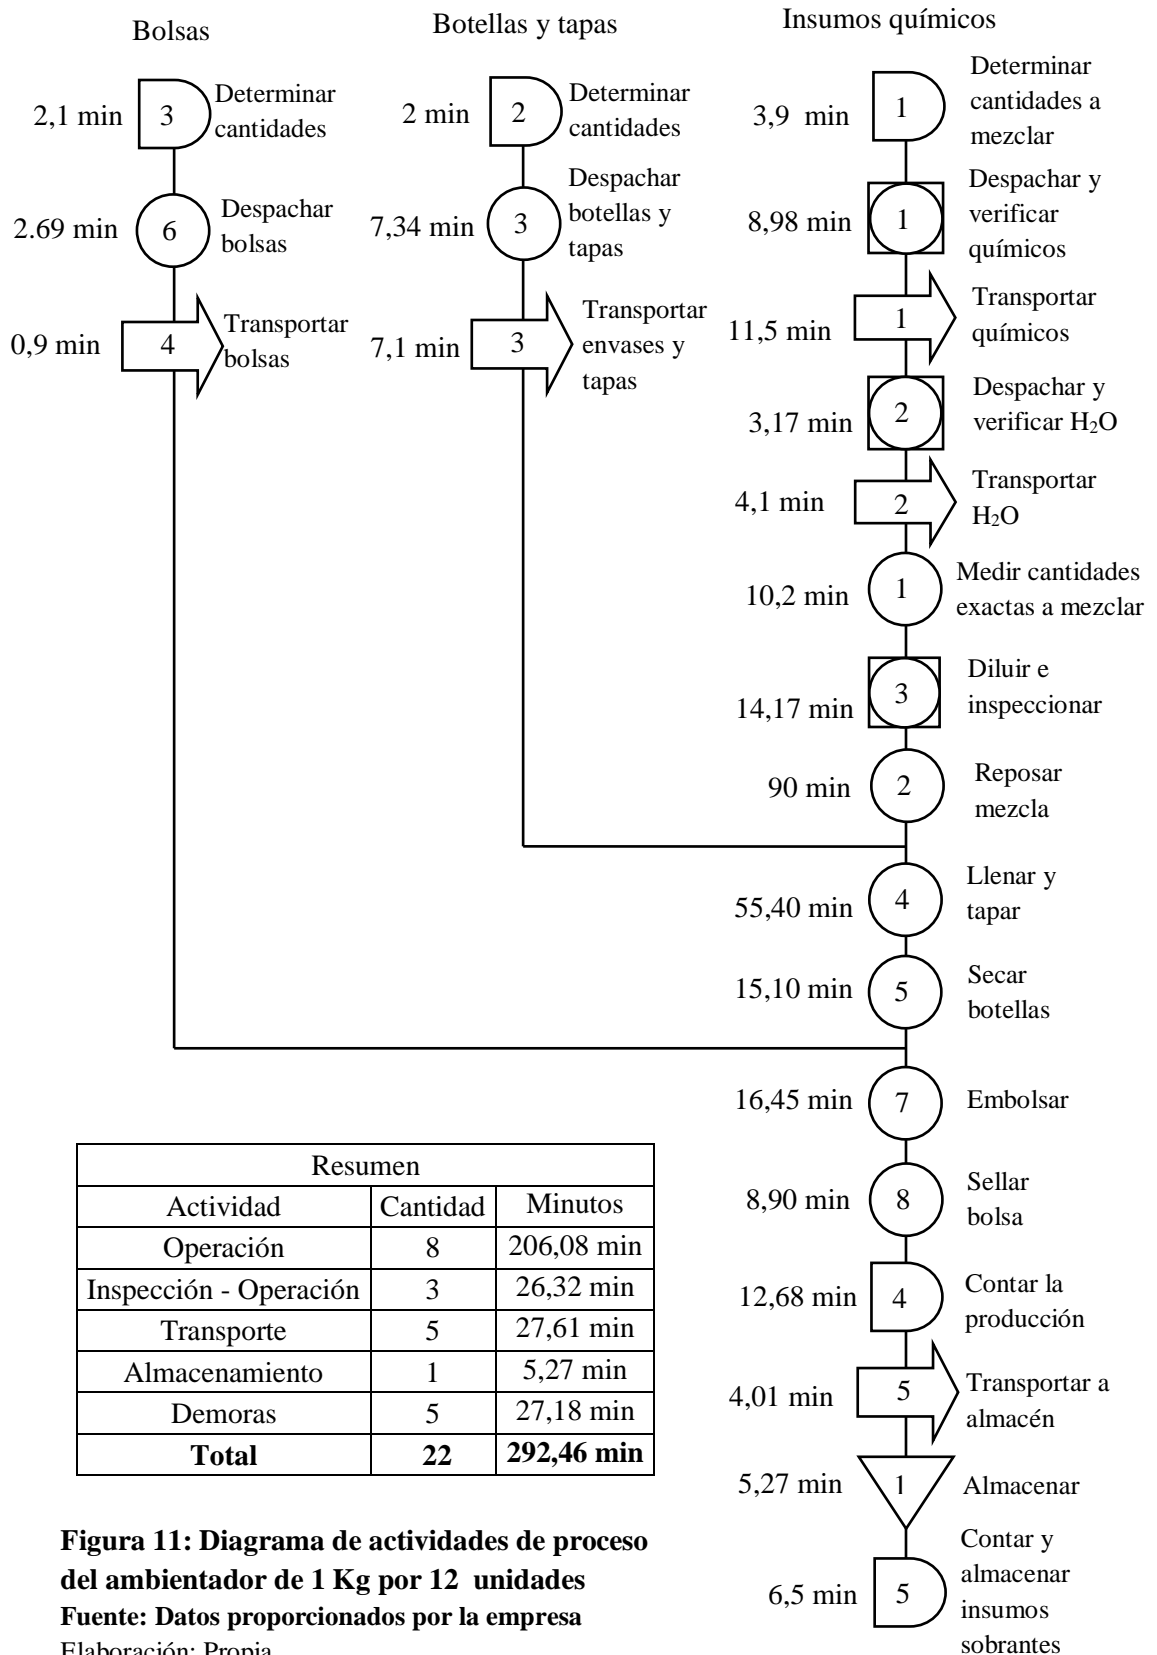 Bolsas
2,1 min
3
Determinar
cantidades
2.69 min
6
Despachar
bolsas
0,9 min
4
Transportar
bolsas
Botellas y tapas
2 min
2
Determinar
cantidades
7,34 min
3
Despachar
botellas y
tapas
7,1 min
3
Transportar
envases y
tapas
Insumos químicos
3,9 min
1
Determinar
cantidades a
mezclar
8,98 min
1
Despachar y
verificar
químicos
11,5 min
1
Transportar
químicos
3,17 min
2
Despachar y
verificar H₂O
4,1 min
2
Transportar
H₂O
10,2 min
1
Medir cantidades
exactas a mezclar
14,17 min
3
Diluir e
inspeccionar
90 min
2
Reposar
mezcla
55,40 min
4
Llenar y
tapar
15,10 min
5
Secar
botellas
16,45 min
7
Embolsar
8,90 min
8
Sellar
bolsa
12,68 min
4
Contar la
producción
4,01 min
5
Transportar a
almacén
5,27 min
1
Almacenar
6,5 min
5
Contar y
almacenar
insumos
sobrantes
Resumen
Actividad Cantidad Minutos
Operación 8 206,08 min
Inspección - Operación 3 26,32 min
Transporte 5 27,61 min
Almacenamiento 1 5,27 min
Demoras 5 27,18 min
Total 22 292,46 min
Figura 11: Diagrama de actividades de proceso
del ambientador de 1 Kg por 12 unidades
Fuente: Datos proporcionados por la empresa
Elaboración: Propia